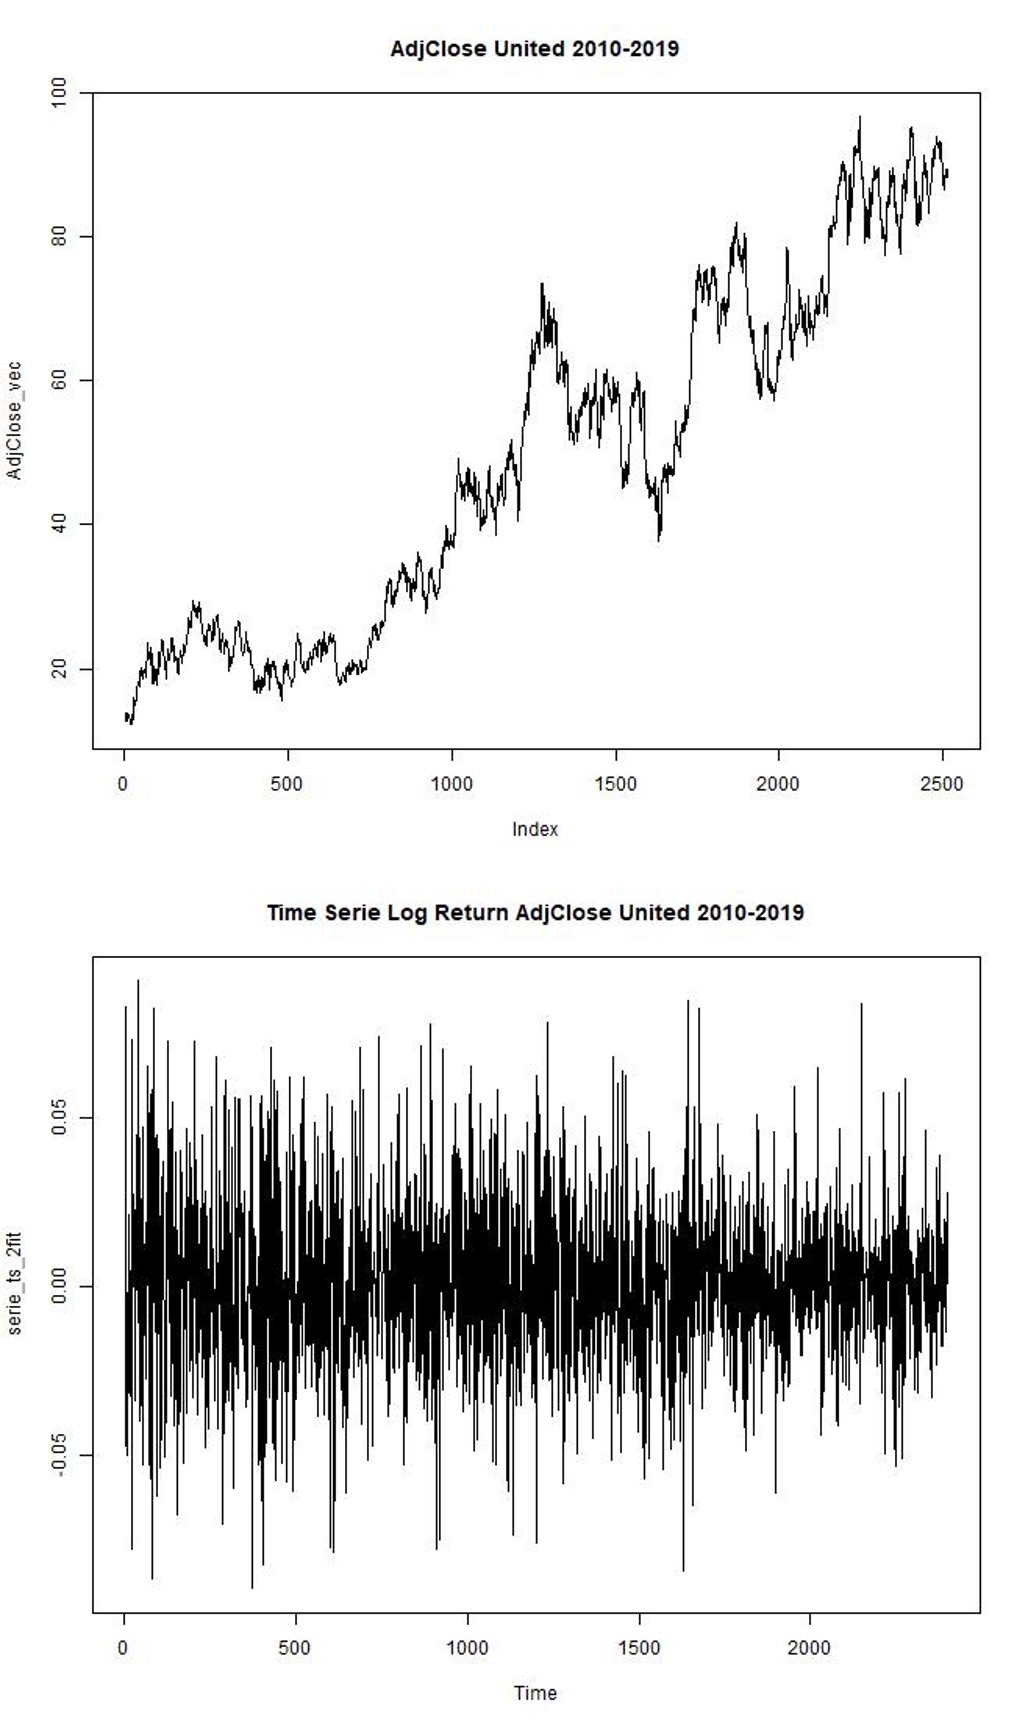 AdjClose United 2010-2019
100
80
60
40
20
AdjClose_vec
0 500 1000 1500 2000 2500
Index
Time Serie Log Return AdjClose United 2010-2019
0.05
0.00
-0.05
serie_ts_2fit
0 500 1000 1500 2000
Time